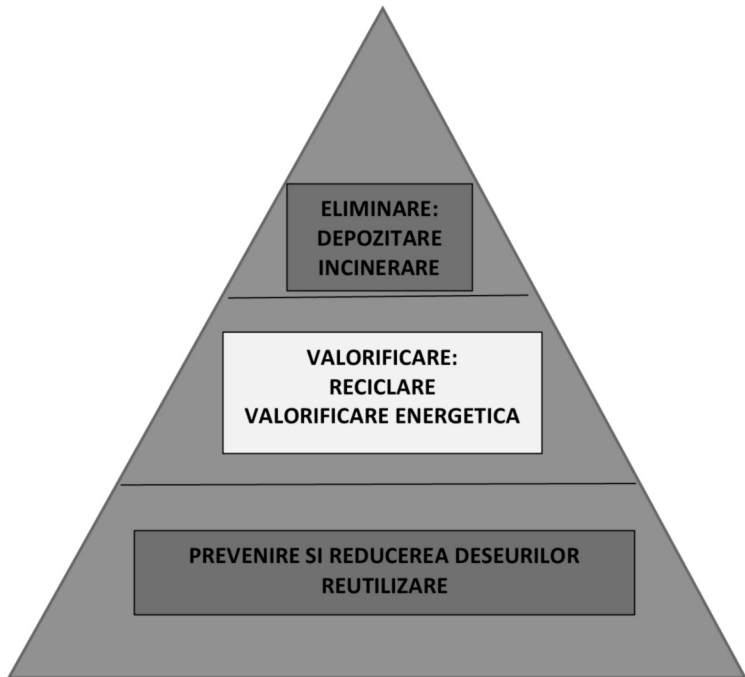 ELIMINARE:
DEPOZITARE
INCINERARE
VALORIFICARE:
RECICLARE
VALORIFICARE ENERGETICA
PREVENIRE SI REDUCEREA DESEURILOR
REUTILIZARE